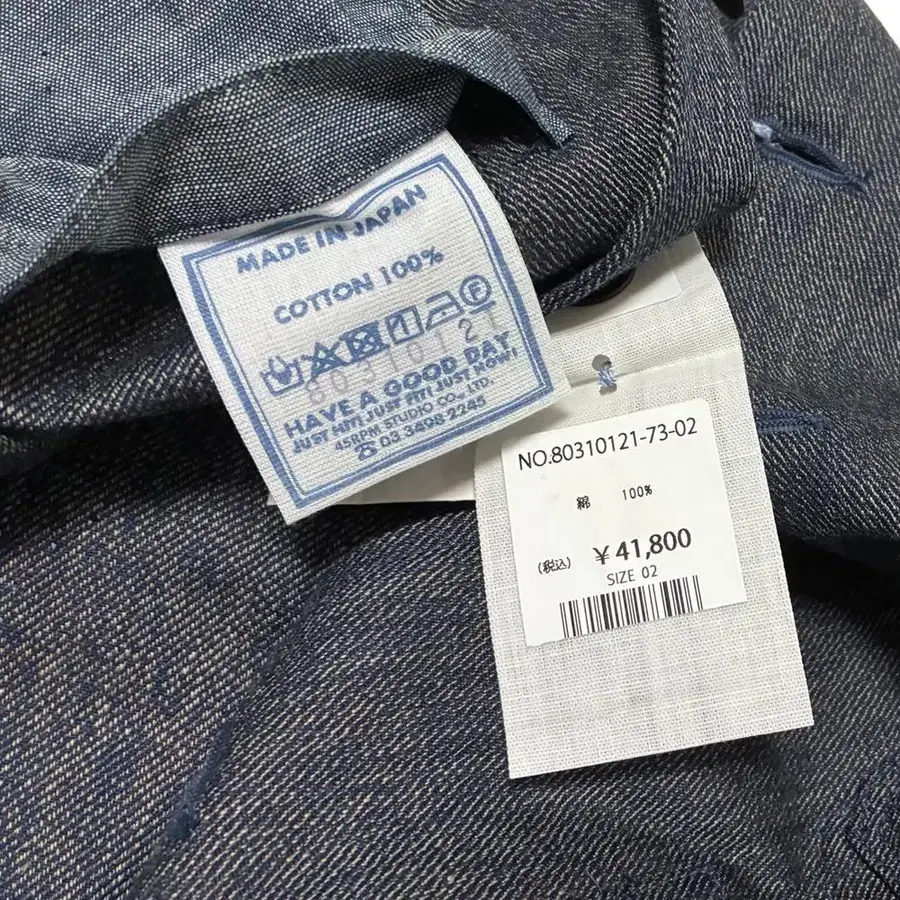 MADE IN JAPAN
COTTON 100%
80310121
HAVE A GOOD DAY
JUST HIT! JUST FIT! JUST NOW!
45RPM STUDIO CO., LTD.
☎03 3498 2245
NO.80310121-73-02
綿 100%
(税込) ¥41,800
SIZE 02